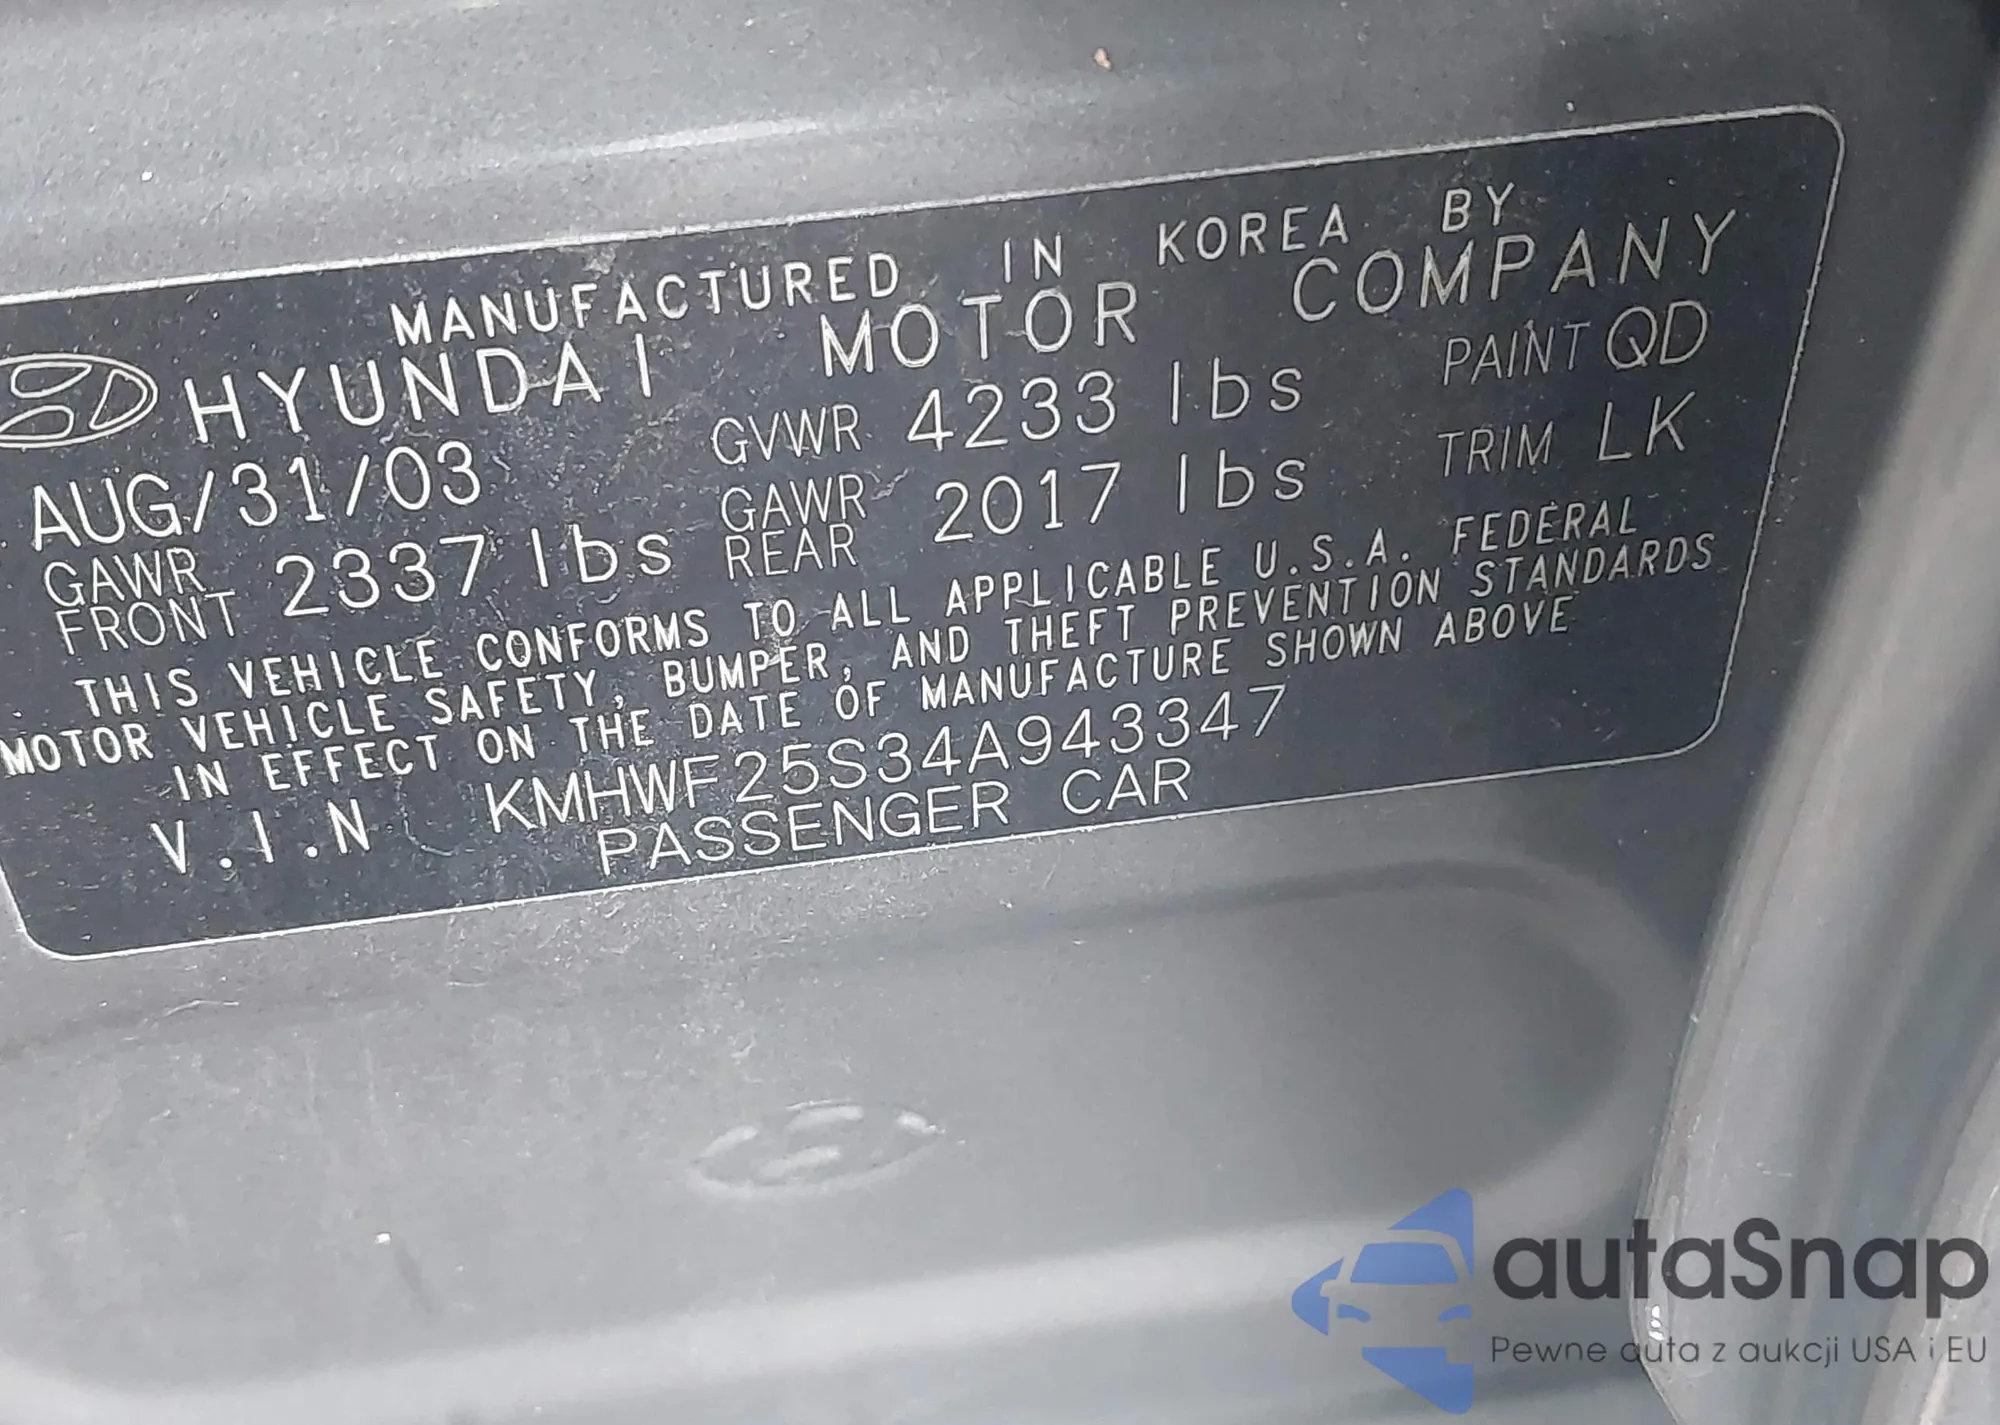 MANUFACTURED IN KOREA BY
HYUNDAI MOTOR COMPANY
AUG/31/03 GVWR 4233 lbs PAINT QD
GAWR FRONT 2337 lbs GAWR REAR 2017 lbs TRIM LK
THIS VEHICLE CONFORMS TO ALL APPLICABLE U.S.A. FEDERAL
MOTOR VEHICLE SAFETY, BUMPER, AND THEFT PREVENTION STANDARDS
IN EFFECT ON THE DATE OF MANUFACTURE SHOWN ABOVE
V.I.N KMHWF25S34A943347
PASSENGER CAR
autaSnap
Pewne auta z aukcji USA i EU